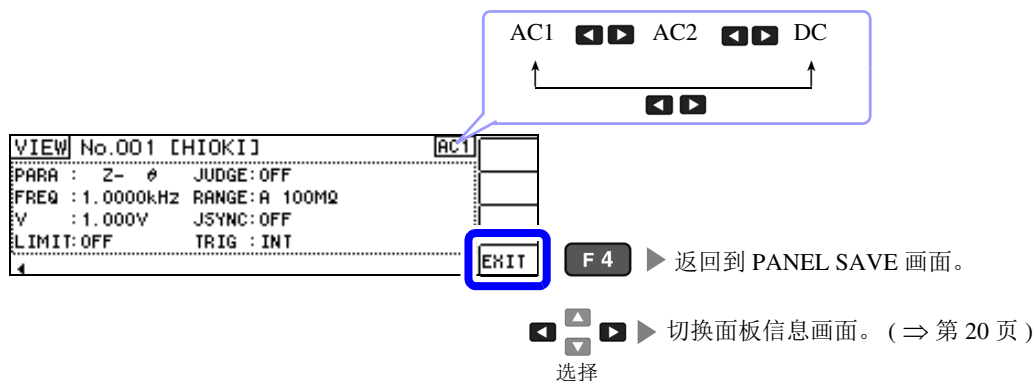 AC1 AC2 DC
VIEW No.001 [HIOKI] AC1
PARA : Z- θ JUDGE:OFF
FREQ :1.0000kHz RANGE:A 100MΩ
V :1.000V JSYNC:OFF
LIMIT:OFF TRIG :INT
EXIT
F 4 返回到 PANEL SAVE 画面。
切换面板信息画面。 ( ⇒ 第 20 页 )
选择